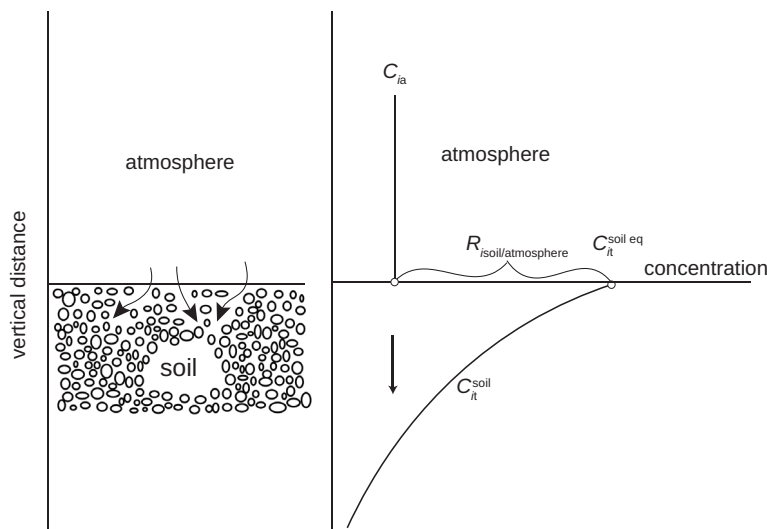 vertical distance
atmosphere
soil
C_ia
atmosphere
R_isoil/atmosphere
C_it^soil eq
concentration
C_it^soil